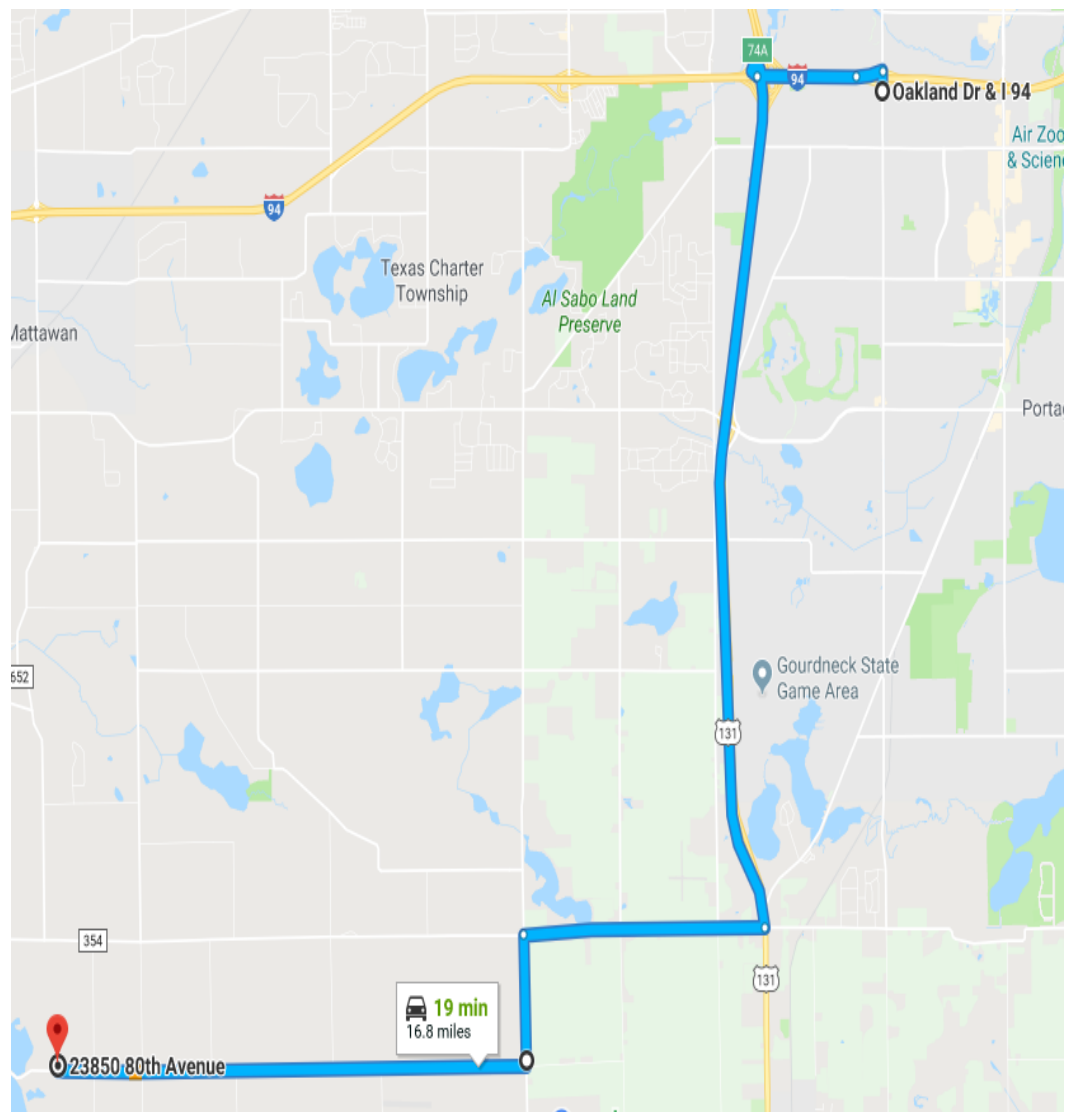 74A
94
Oakland Dr & I 94
Air Zoo
& Scien
94
Texas Charter
Township
Al Sabo Land
Preserve
Mattawan
Porta
Gourdneck State
Game Area
652
131
354
131
19 min
16.8 miles
23850 80th Avenue